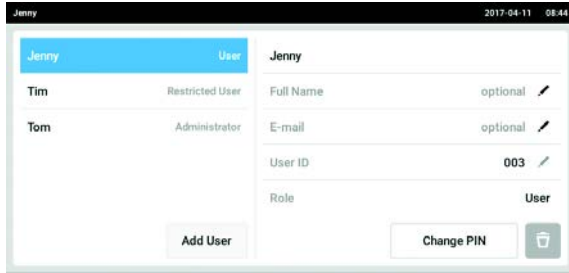 Jenny 2017-04-11 08:44
Jenny User
Tim Restricted User
Tom Administrator
Add User
Jenny
Full Name optional
E-mail optional
User ID 003
Role User
Change PIN